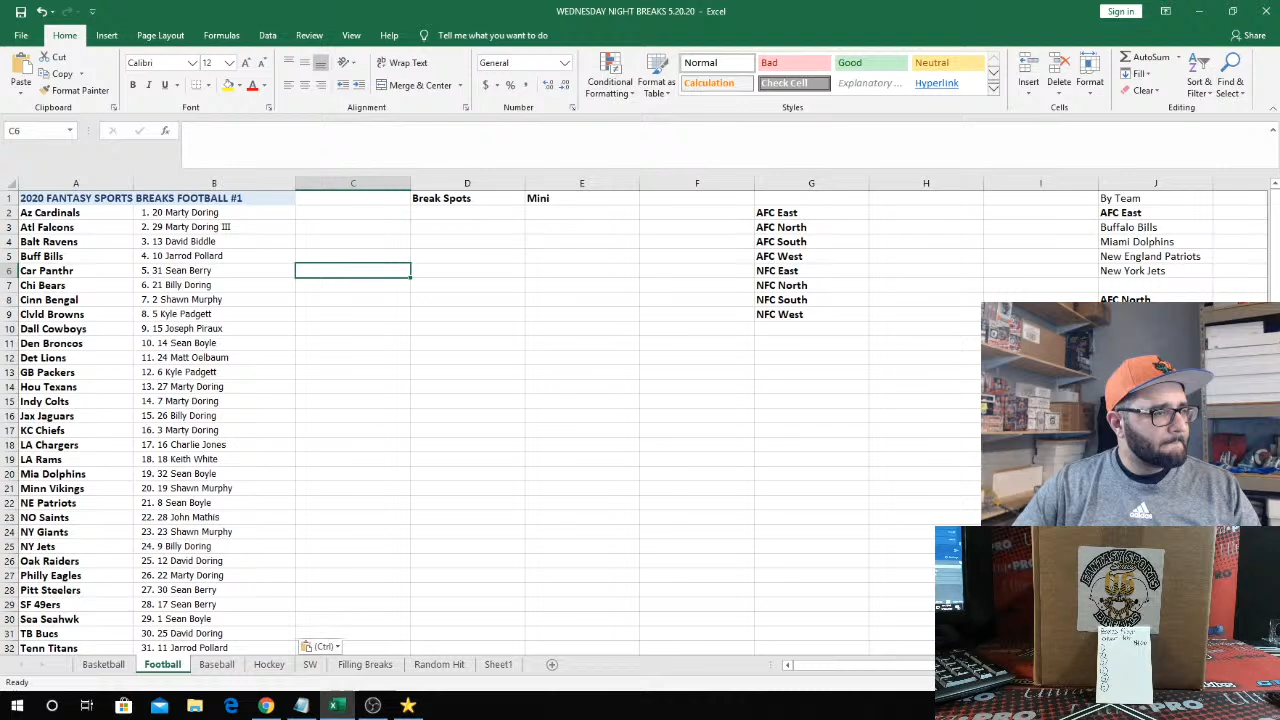 WEDNESDAY NIGHT BREAKS 5.20.20 - Excel
Sign in
File Home Insert Page Layout Formulas Data Review View Help Tell me what you want to do
Share
Paste
Cut
Copy
Format Painter
Clipboard
Calibri 12
B I U
Font
Wrap Text
Merge & Center
Alignment
General
$ % ,
Number
Conditional Formatting
Format as Table
Normal Bad Good Neutral
Calculation Check Cell Explanatory ... Hyperlink
Styles
Insert Delete Format
Cells
AutoSum
Fill
Clear
Sort & Filter
Find & Select
Editing
C6
fx
A B C D E F G H I J
1 2020 FANTASY SPORTS BREAKS FOOTBALL #1 Break Spots Mini By Team
2 Az Cardinals 1. 20 Marty Doring AFC East AFC East
3 Atl Falcons 2. 29 Marty Doring III AFC North Buffalo Bills
4 Balt Ravens 3. 13 David Biddle AFC South Miami Dolphins
5 Buff Bills 4. 10 Jarrod Pollard AFC West New England Patriots
6 Car Panthr 5. 31 Sean Berry NFC East New York Jets
7 Chi Bears 6. 21 Billy Doring NFC North
8 Cinn Bengal 7. 2 Shawn Murphy NFC South AFC North
9 Clvld Browns 8. 5 Kyle Padgett NFC West
10 Dall Cowboys 9. 15 Joseph Piraux
11 Den Broncos 10. 14 Sean Boyle
12 Det Lions 11. 24 Matt Oelbaum
13 GB Packers 12. 6 Kyle Padgett
14 Hou Texans 13. 27 Marty Doring
15 Indy Colts 14. 7 Marty Doring
16 Jax Jaguars 15. 26 Billy Doring
17 KC Chiefs 16. 3 Marty Doring
18 LA Chargers 17. 16 Charlie Jones
19 LA Rams 18. 18 Keith White
20 Mia Dolphins 19. 32 Sean Boyle
21 Minn Vikings 20. 19 Shawn Murphy
22 NE Patriots 21. 8 Sean Boyle
23 NO Saints 22. 28 John Mathis
24 NY Giants 23. 23 Shawn Murphy
25 NY Jets 24. 9 Billy Doring
26 Oak Raiders 25. 12 David Doring
27 Philly Eagles 26. 22 Marty Doring
28 Pitt Steelers 27. 30 Sean Berry
29 SF 49ers 28. 17 Sean Berry
30 Sea Seahwk 29. 1 Sean Boyle
31 TB Bucs 30. 25 David Doring
32 Tenn Titans 31. 11 Jarrod Pollard
(Ctrl)
Basketball Football Baseball Hockey SW Filling Breaks Random Hit Sheet1
Ready
adidas
FANTASY SPORTS
BREAKS